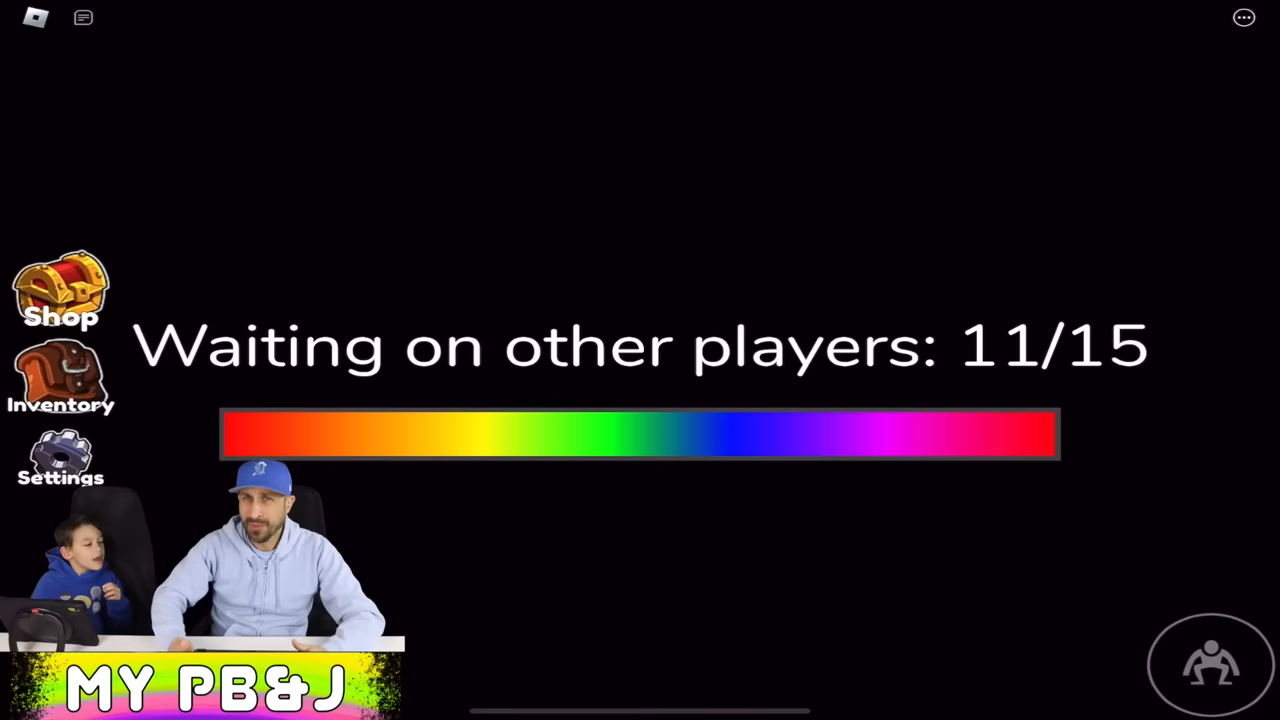 Shop
Waiting on other players: 11/15
Inventory
Settings
MY PB&J